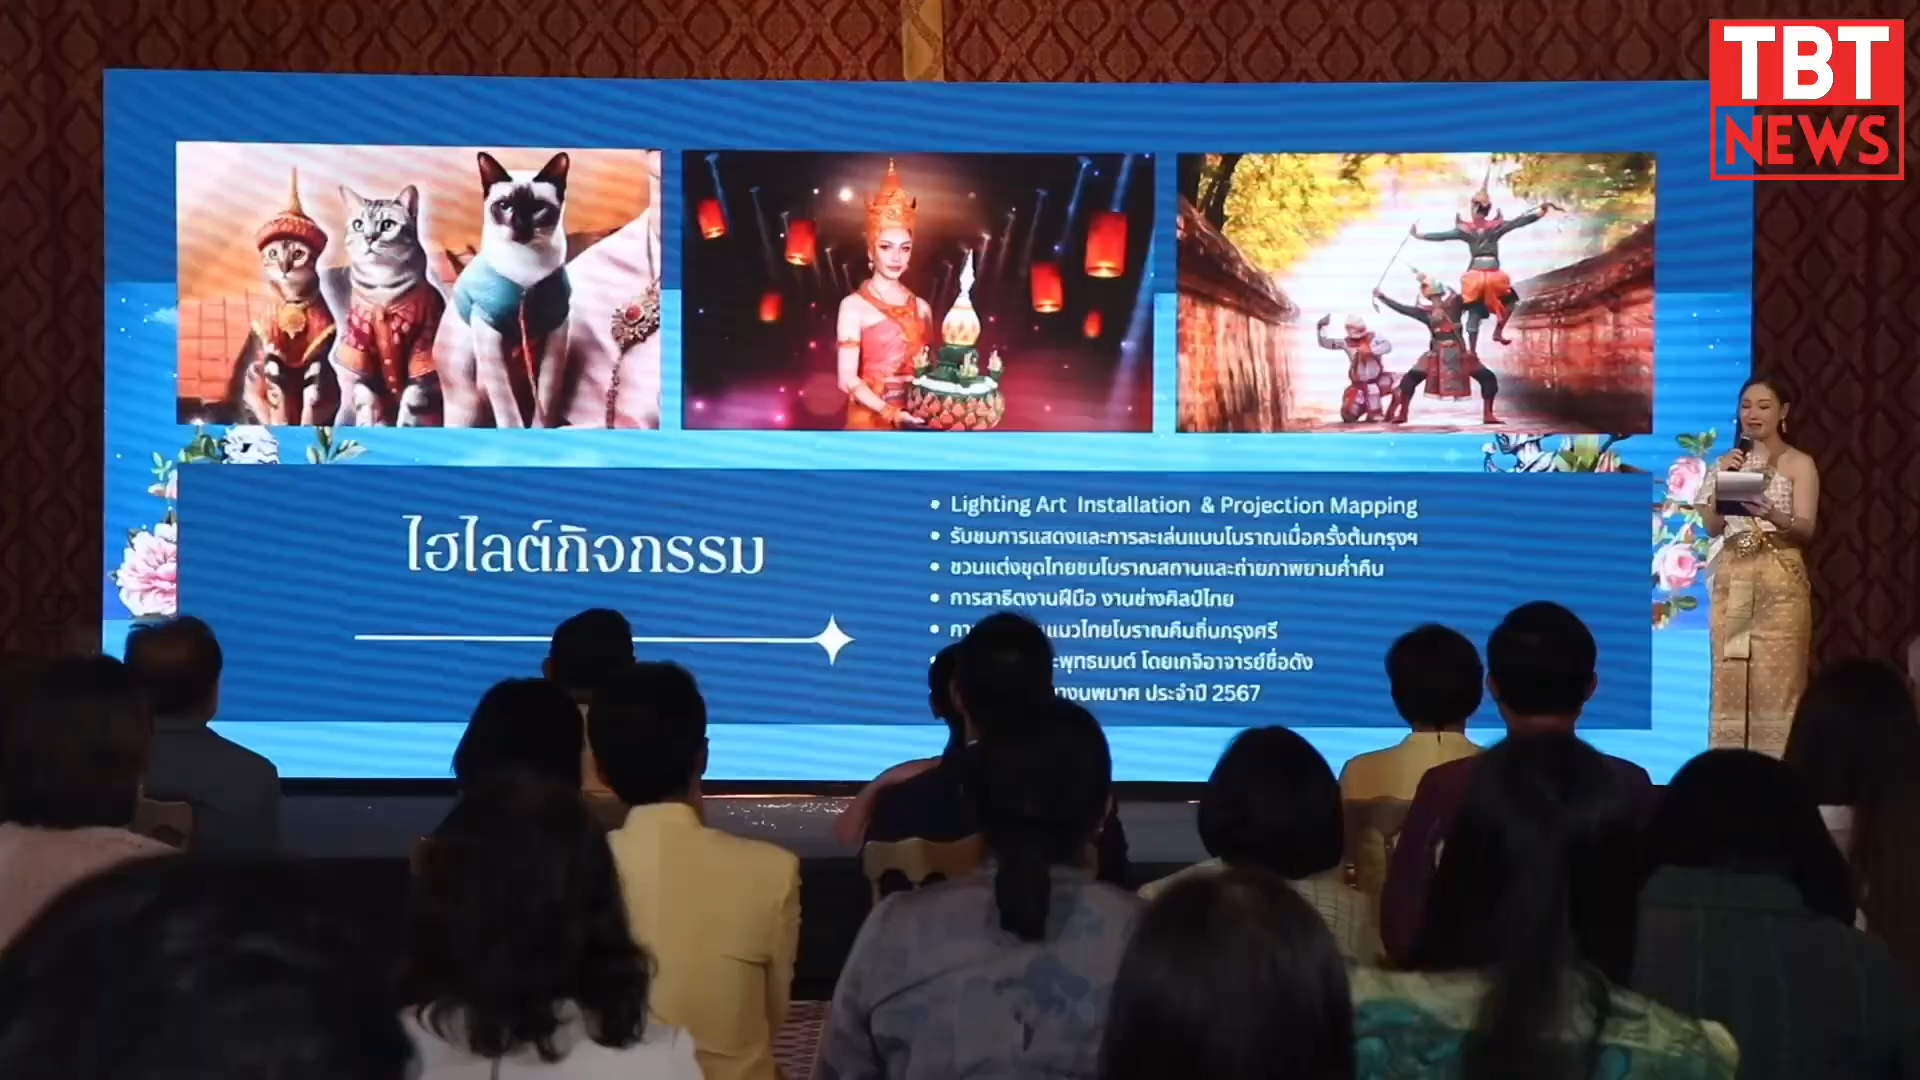 TBT
NEWS
ไฮไลต์กิจกรรม
• Lighting Art Installation & Projection Mapping
• รับชมการแสดงและการละเล่นแบบโบราณเมื่อครั้งต้นกรุงฯ
• ชวนแต่งชุดไทยชมโบราณสถานและถ่ายภาพยามค่ำคืน
• การสาธิตงานฝีมือ งานช่างศิลป์ไทย
• แมวไทยโบราณคืนถิ่นกรุงศรี
พุทธมนต์ โดยเกจิอาจารย์ชื่อดัง
นางนพมาศ ประจำปี 2567